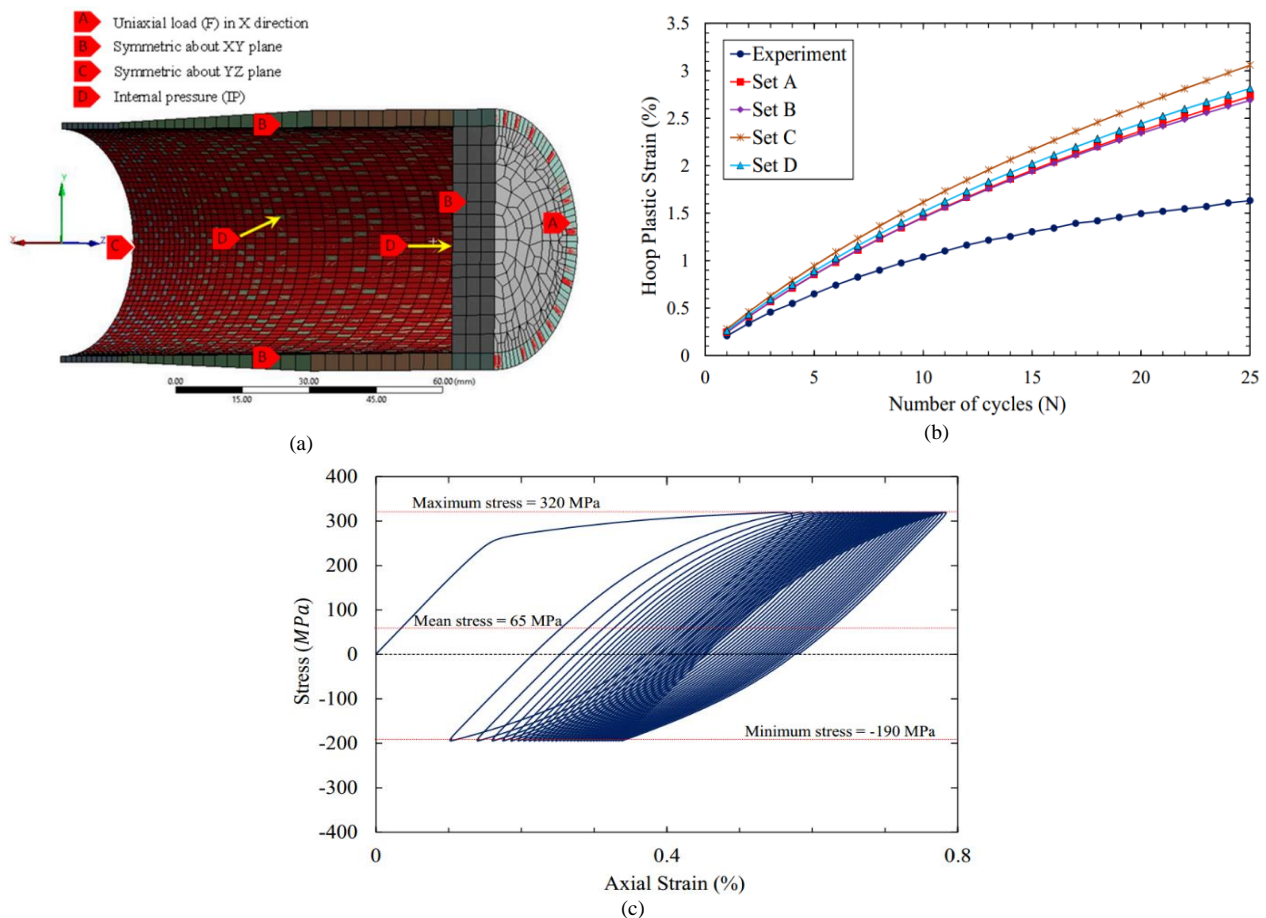 A Uniaxial load (F) in X direction
B Symmetric about XY plane
C Symmetric about YZ plane
D Internal pressure (IP)
B
B
A
D
D
C
B
Y
X
Z
0.00 30.00 60.00 (mm)
15.00 45.00
(a)
3.5
3
2.5
2
1.5
1
0.5
0
Hoop Plastic Strain (%)
Experiment
Set A
Set B
Set C
Set D
0 5 10 15 20 25
Number of cycles (N)
(b)
400
300
200
100
0
-100
-200
-300
-400
Stress (MPa)
Maximum stress = 320 MPa
Mean stress = 65 MPa
Minimum stress = -190 MPa
0 0.4 0.8
Axial Strain (%)
(c)